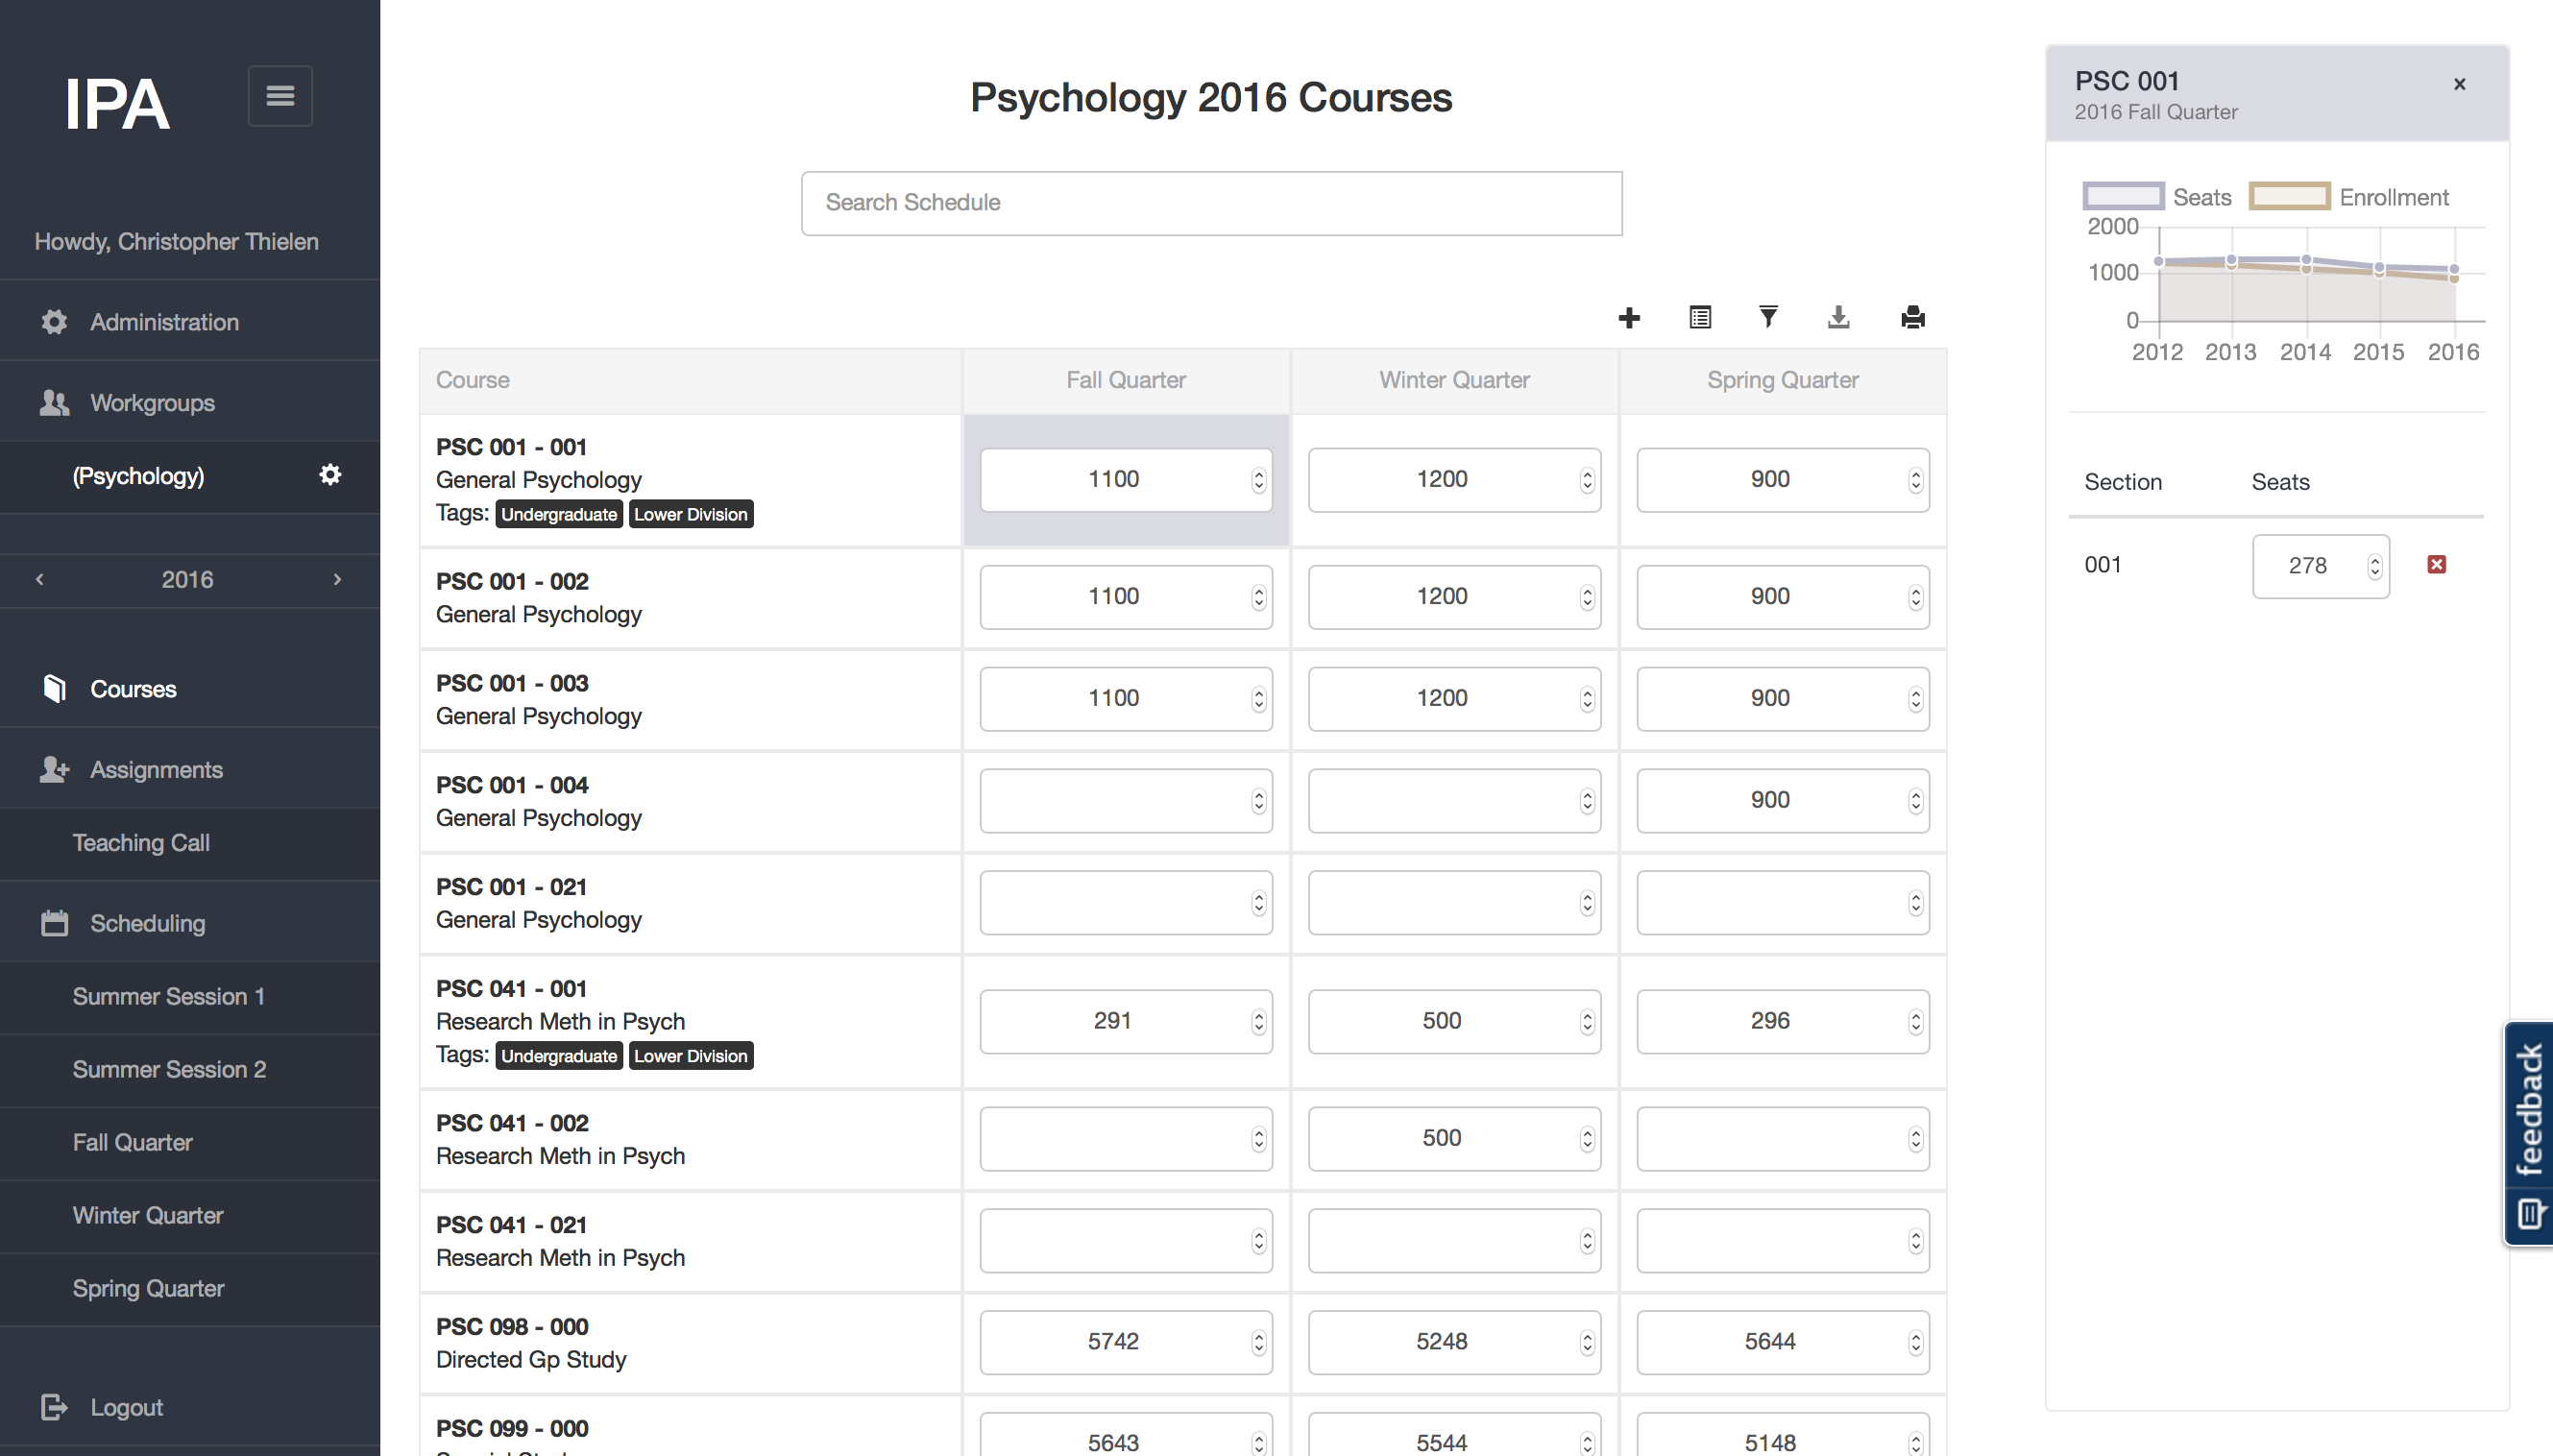 IPA
Howdy, Christopher Thielen
Administration
Workgroups
(Psychology)
2016
Courses
Assignments
Teaching Call
Scheduling
Summer Session 1
Summer Session 2
Fall Quarter
Winter Quarter
Spring Quarter
Logout
Psychology 2016 Courses
Search Schedule
Course Fall Quarter Winter Quarter Spring Quarter
PSC 001 - 001
General Psychology 1100 1200 900
Tags: Undergraduate Lower Division
PSC 001 - 002
General Psychology 1100 1200 900
PSC 001 - 003
General Psychology 1100 1200 900
PSC 001 - 004
General Psychology 900
PSC 001 - 021
General Psychology
PSC 041 - 001
Research Meth in Psych 291 500 296
Tags: Undergraduate Lower Division
PSC 041 - 002
Research Meth in Psych 500
PSC 041 - 021
Research Meth in Psych
PSC 098 - 000
Directed Gp Study 5742 5248 5644
PSC 099 - 000
5643 5544 5148
PSC 001
2016 Fall Quarter
Seats Enrollment
2000
1000
0
2012 2013 2014 2015 2016
Section Seats
001 278
feedback